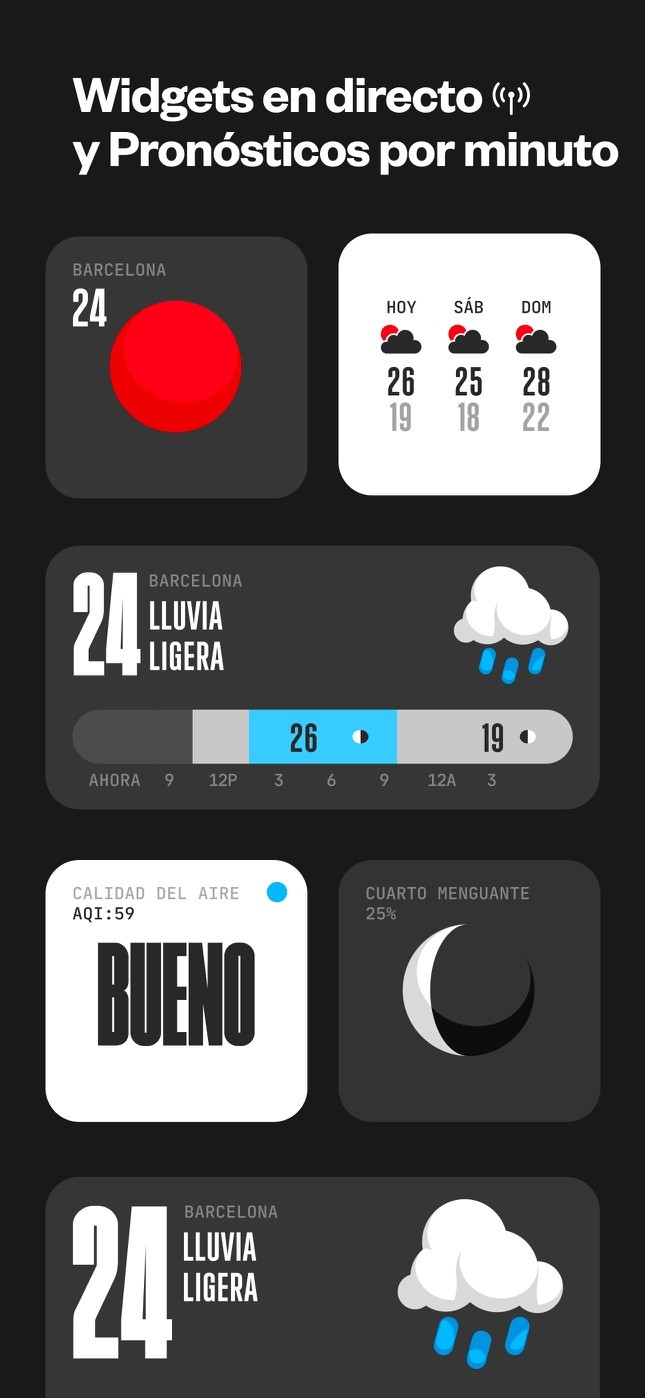 Widgets en directo
y Pronósticos por minuto
BARCELONA
24
HOY SÁB DOM
26 25 28
19 18 22
24
BARCELONA
LLUVIA
LIGERA
26 19
AHORA 9 12P 3 6 9 12A 3
CALIDAD DEL AIRE
AQI:59
BUENO
CUARTO MENGUANTE
25%
24
BARCELONA
LLUVIA
LIGERA